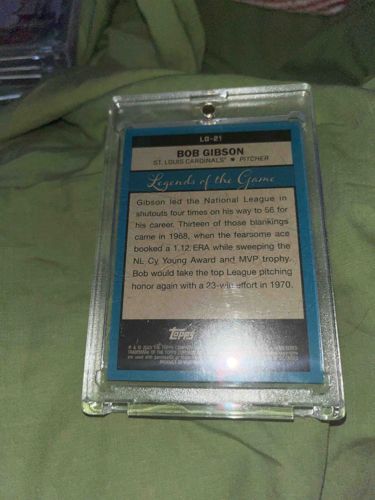 LG-21
BOB GIBSON
ST. LOUIS CARDINALS® ★ PITCHER
Legends of the Game
Gibson led the National League in
shutouts four times on his way to 56 for
his career. Thirteen of those blankings
came in 1968, when the fearsome ace
booked a 1.12 ERA while sweeping the
NL Cy Young Award and MVP trophy.
Bob would take the top League pitching
honor again with a 23-win effort in 1970.
topps